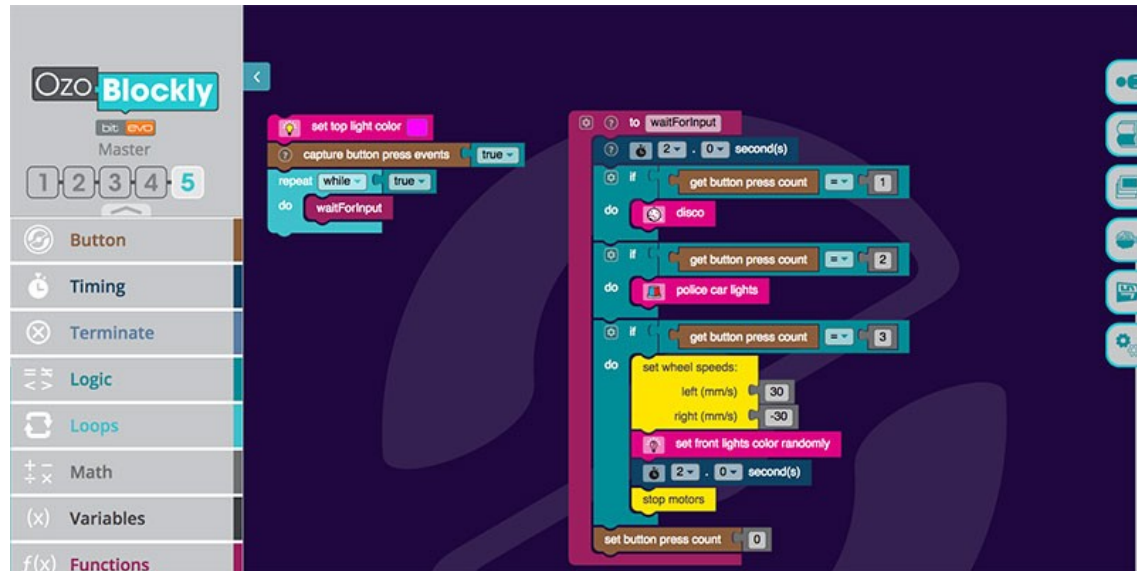 Ozo Blockly
bit evo
Master
1 2 3 4 5
Button
Timing
Terminate
Logic
Loops
Math
Variables
f(x) Functions
set top light color
? capture button press events true
repeat while true
do waitForInput
? to waitForInput
? 2 . 0 second(s)
if get button press count = 1
do disco
if get button press count = 2
do police car lights
if get button press count = 3
do set wheel speeds:
left (mm/s) 30
right (mm/s) -30
set front lights color randomly
2 . 0 second(s)
stop motors
set button press count 0